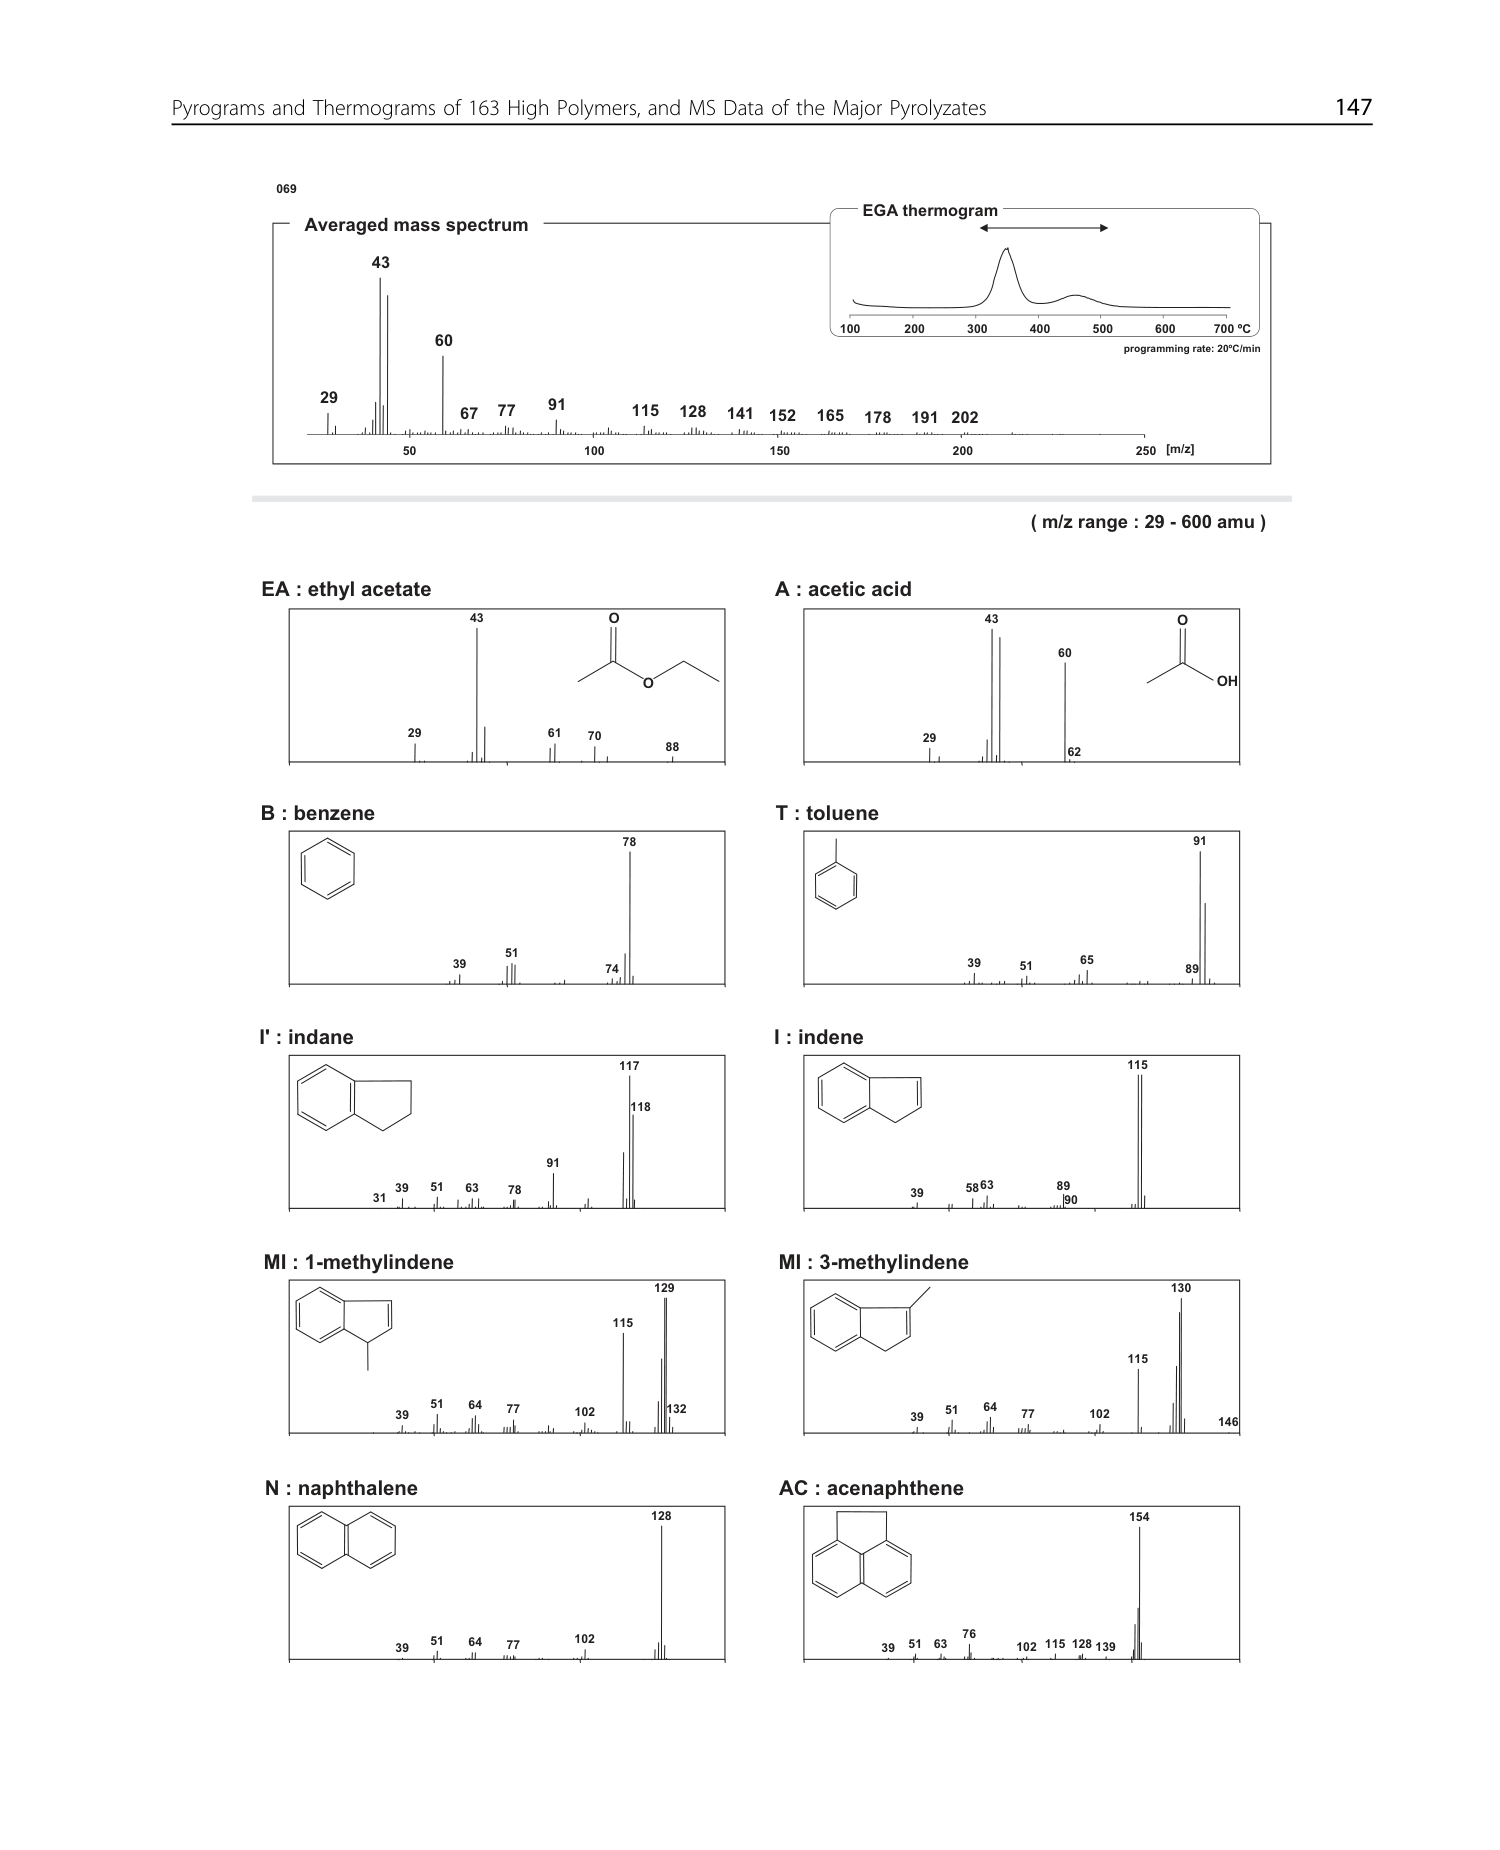 Pyrograms and Thermograms of 163 High Polymers, and MS Data of the Major Pyrolyzates 147
069
Averaged mass spectrum
EGA thermogram
100 200 300 400 500 600 700 ºC
programming rate: 20ºC/min
43
60
29
67 77 91 115 128 141 152 165 178 191 202
50 100 150 200 250 [m/z]
( m/z range : 29 - 600 amu )
EA : ethyl acetate
43
O
O
29 61 70 88
A : acetic acid
43
O
60
OH
29
62
B : benzene
78
39 51 74
T : toluene
91
39 51 65 89
I' : indane
117
118
91
31 39 51 63 78
I : indene
115
39 58 63 89
90
MI : 1-methylindene
129
115
39 51 64 77 102 132
MI : 3-methylindene
130
115
39 51 64 77 102 146
N : naphthalene
128
39 51 64 77 102
AC : acenaphthene
154
39 51 63 76 102 115 128 139